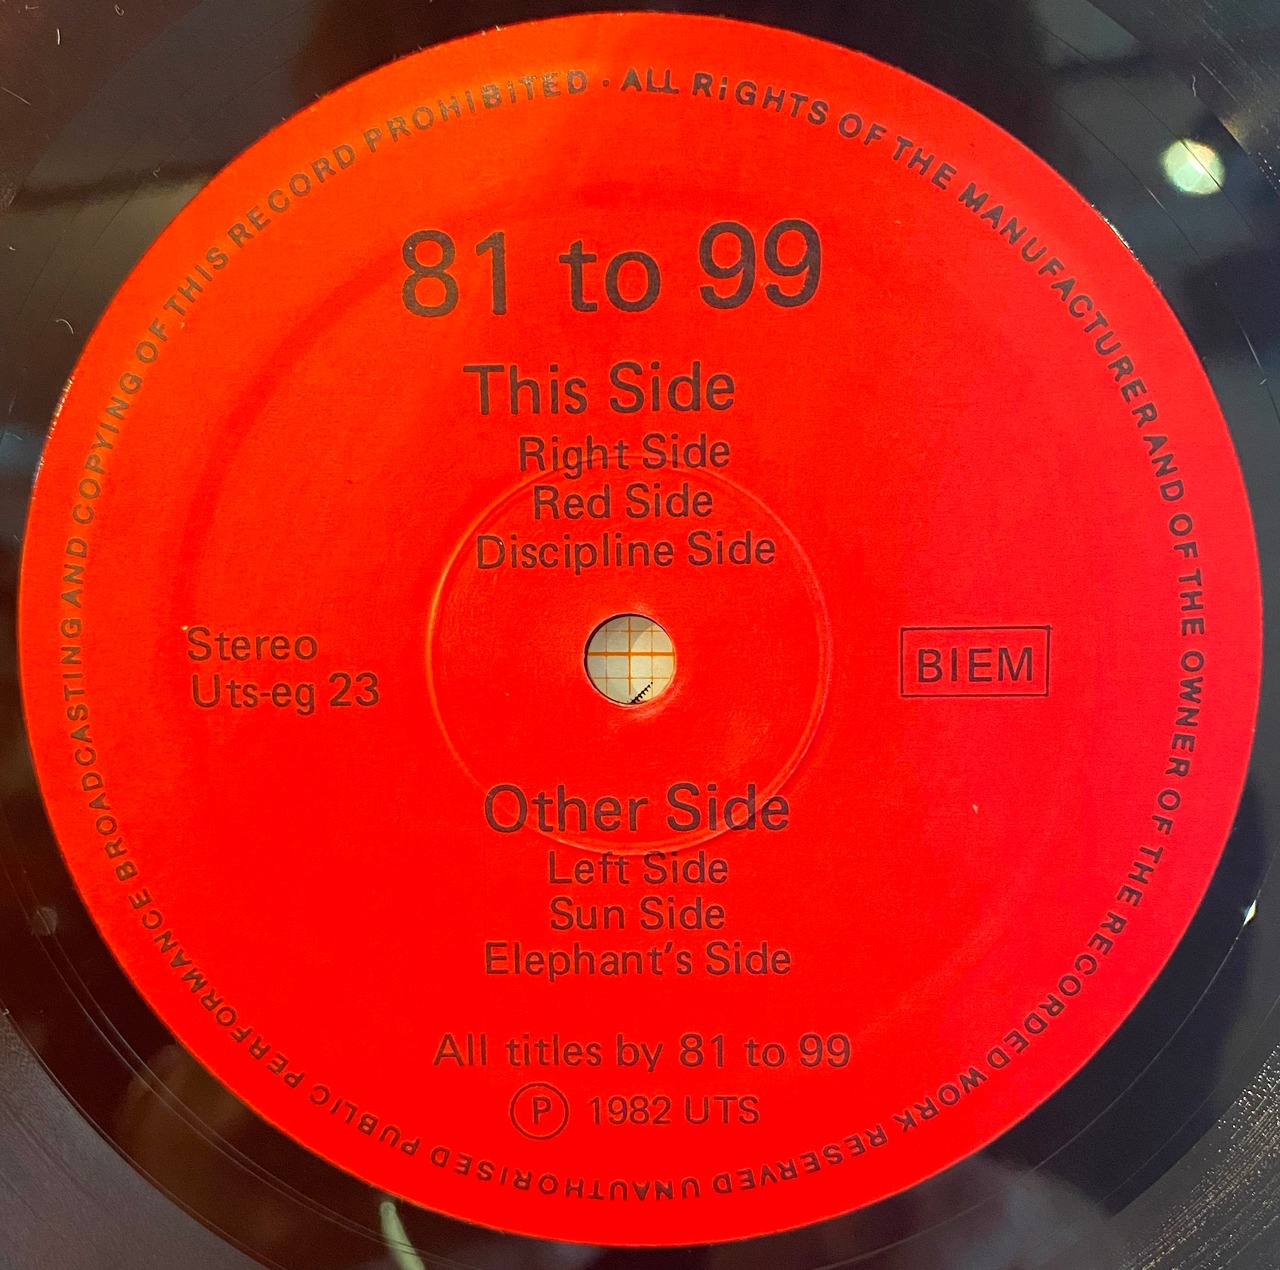 ALL RIGHTS OF THE MANUFACTURER AND OF THE OWNER OF THE RECORDED WORK RESERVED UNAUTHORISED PUBLIC PERFORMANCE BROADCASTING AND COPYING OF THIS RECORD PROHIBITED ·
81 to 99
This Side
Right Side
Red Side
Discipline Side
Stereo
Uts-eg 23
BIEM
Other Side
Left Side
Sun Side
Elephant's Side
All titles by 81 to 99
Ⓟ 1982 UTS